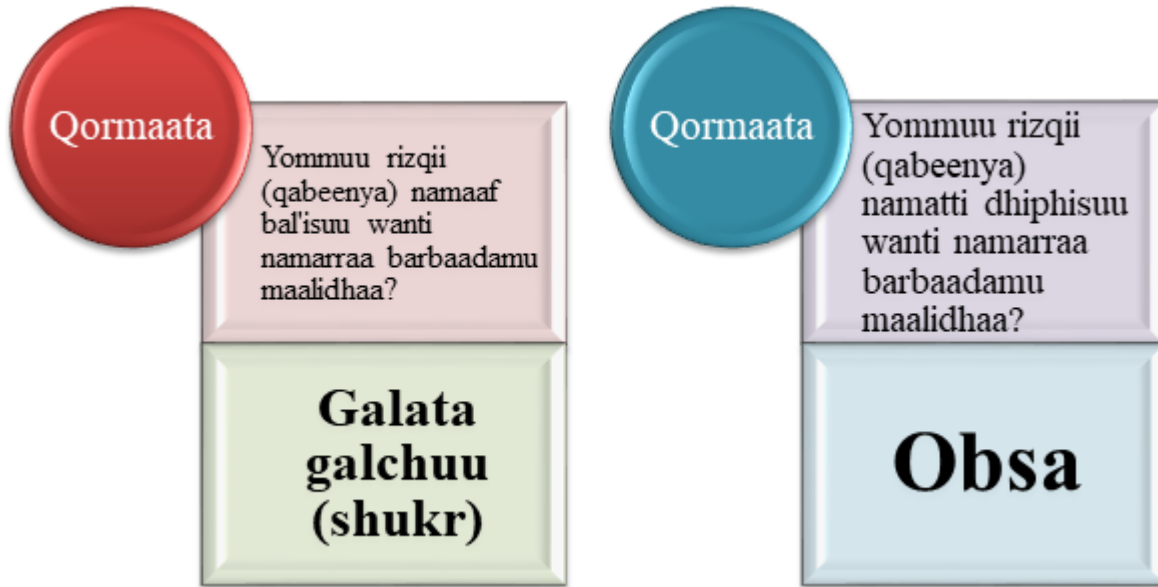 Qormaata
Yommuu rizqii
(qabeenya) namaaf
bal'isuu wanti
namarraa barbaadamu
maalidhaa?
Galata
galchuu
(shukr)
Qormaata
Yommuu rizqii
(qabeenya)
namatti dhiphisuu
wanti namarraa
barbaadamu
maalidhaa?
Obsa